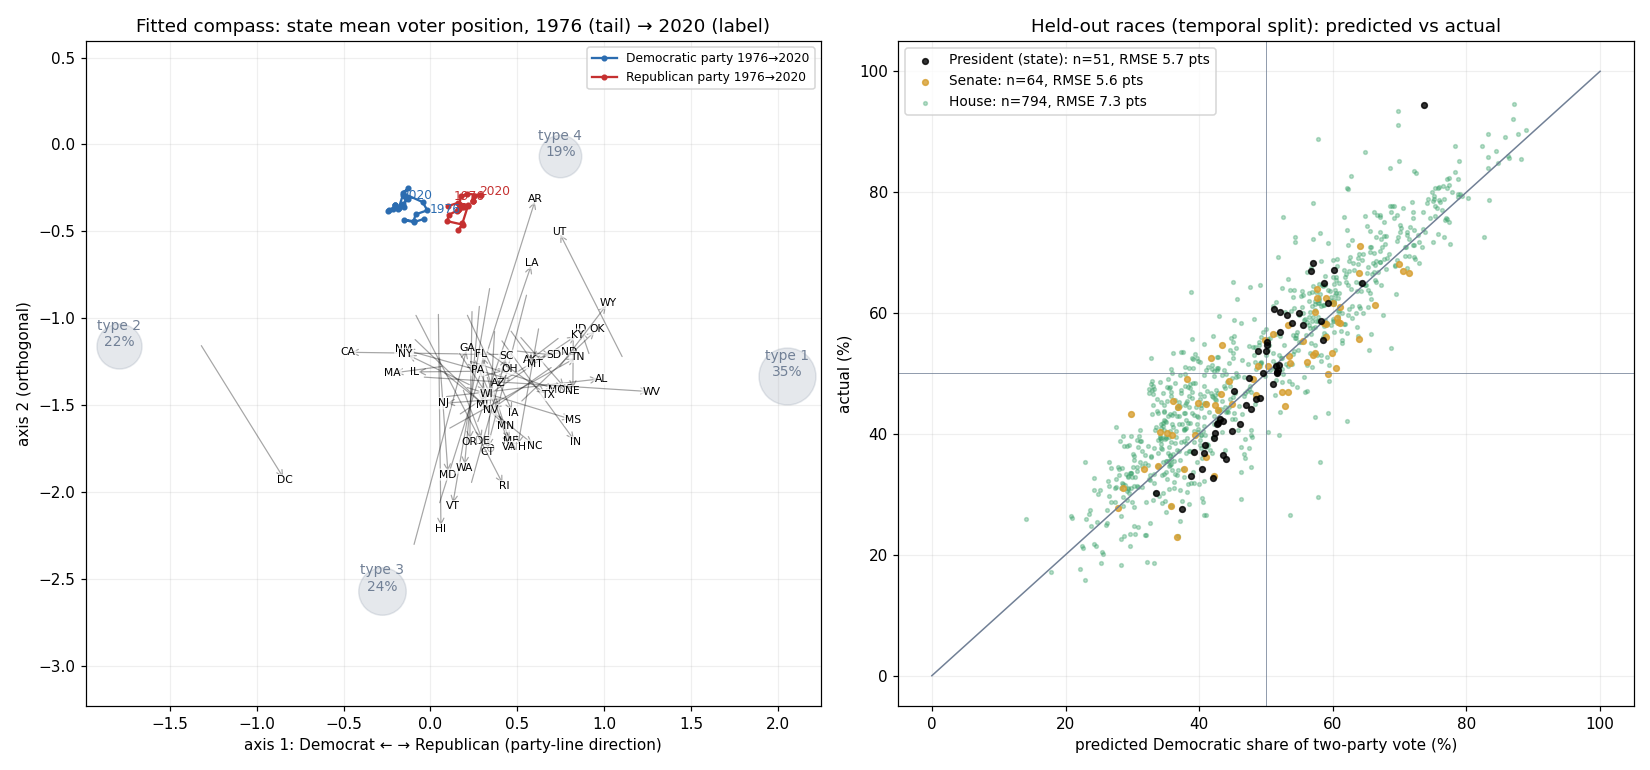 Fitted compass: state mean voter position, 1976 (tail) → 2020 (label)
0.5
0.0
−0.5
−1.0
−1.5
−2.0
−2.5
−3.0
axis 2 (orthogonal)
Democratic party 1976→2020
Republican party 1976→2020
type 4
19%
2020
1976
2020
AR
UT
LA
WY
type 2
22%
OK
KY
CA
NY
GA
FL
SC
SD
TN
MT
type 1
35%
MA
IL
PA
OH
AZ
AL
WV
NE
TX
WI
NJ
NV
IA
MS
MN
OR
DE
CT
VA
NC
IN
DC
MD
WA
RI
VT
HI
type 3
24%
−1.5
−1.0
−0.5
0.0
0.5
1.0
1.5
2.0
axis 1: Democrat ← → Republican (party-line direction)
Held-out races (temporal split): predicted vs actual
President (state): n=51, RMSE 5.7 pts
Senate: n=64, RMSE 5.6 pts
House: n=794, RMSE 7.3 pts
100
80
60
40
20
0
actual (%)
0
20
40
60
80
100
predicted Democratic share of two-party vote (%)